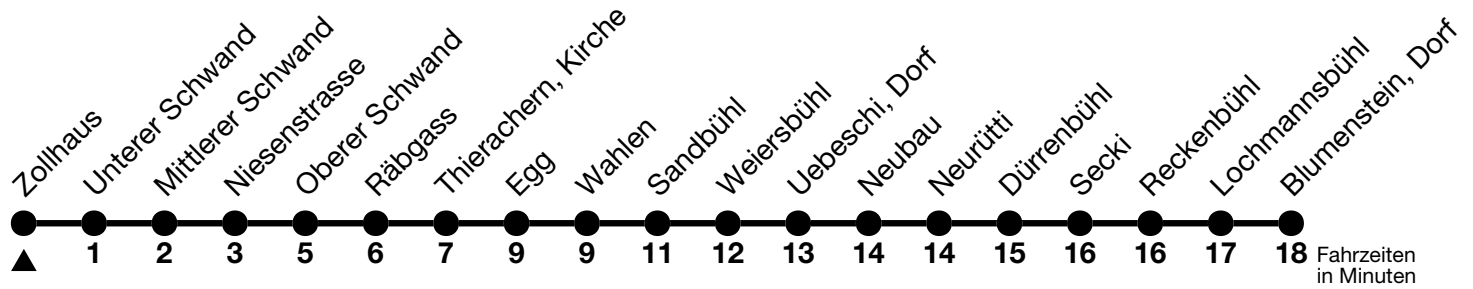 Zollhaus
Unterer Schwand
Mittlerer Schwand
Niesenstrasse
Oberer Schwand
Räbgass
Thierachern, Kirche
Egg
Wahlen
Sandbühl
Weiersbühl
Uebeschi, Dorf
Neubau
Neurütti
Dürrenbühl
Secki
Reckenbühl
Lochmannsbühl
Blumenstein, Dorf
1 2 3 5 6 7 9 9 11 12 13 14 14 15 16 16 17 18
Fahrzeiten
in Minuten